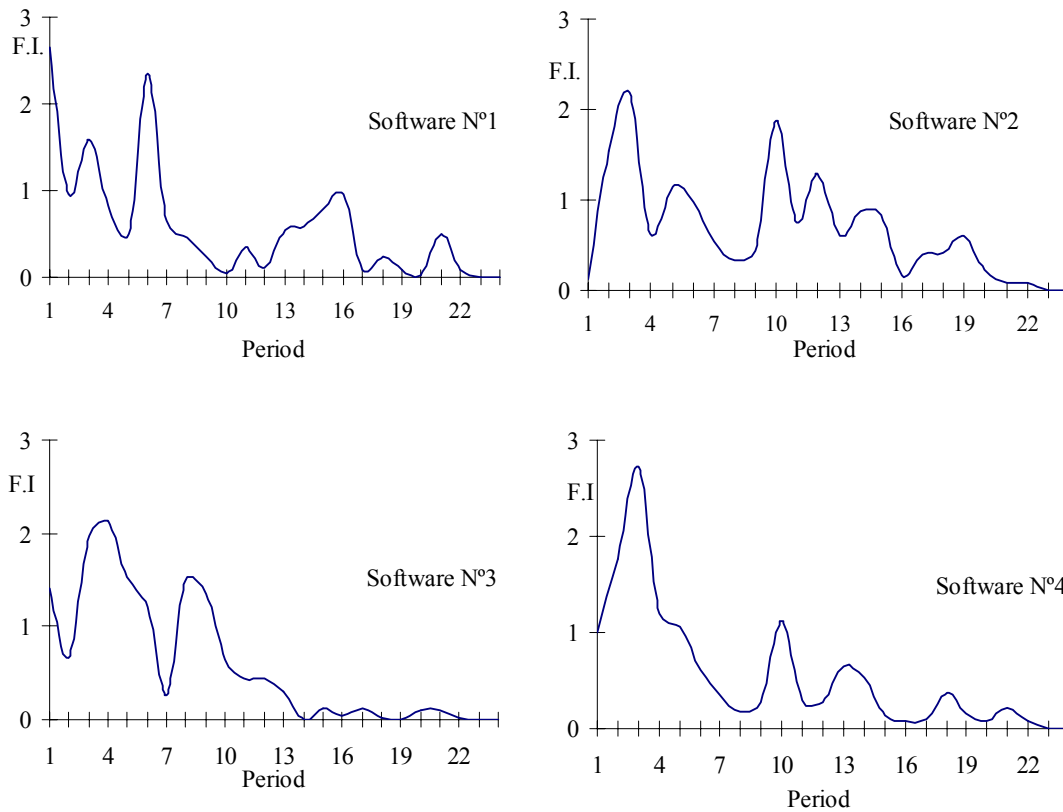 3
F.I.
2
Software Nº1
1
0
1 4 7 10 13 16 19 22
Period
3
F.I.
2
Software Nº2
1
0
1 4 7 10 13 16 19 22
Period
3
F.I
2
Software Nº3
1
0
1 4 7 10 13 16 19 22
Period
3
F.I
2
Software Nº4
1
0
1 4 7 10 13 16 19 22
Period